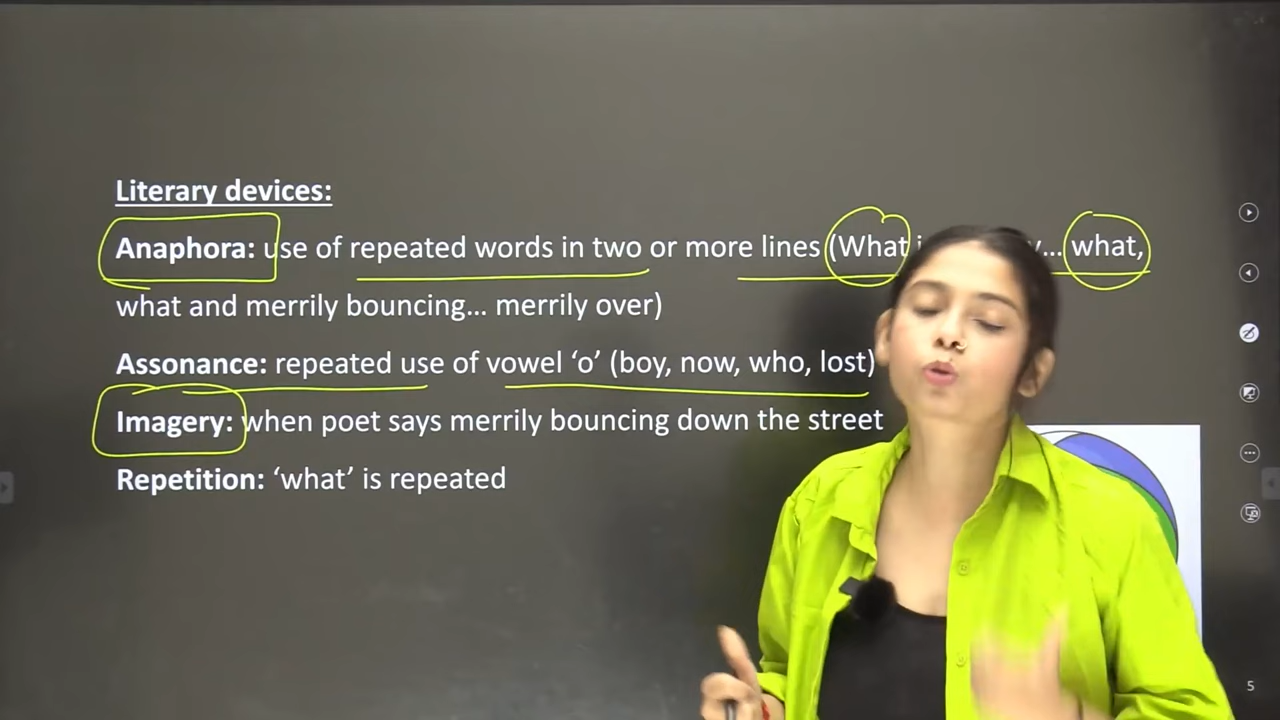 Literary devices:
Anaphora: use of repeated words in two or more lines (What … what,
what and merrily bouncing… merrily over)
Assonance: repeated use of vowel ‘o’ (boy, now, who, lost)
Imagery: when poet says merrily bouncing down the street
Repetition: ‘what’ is repeated
5